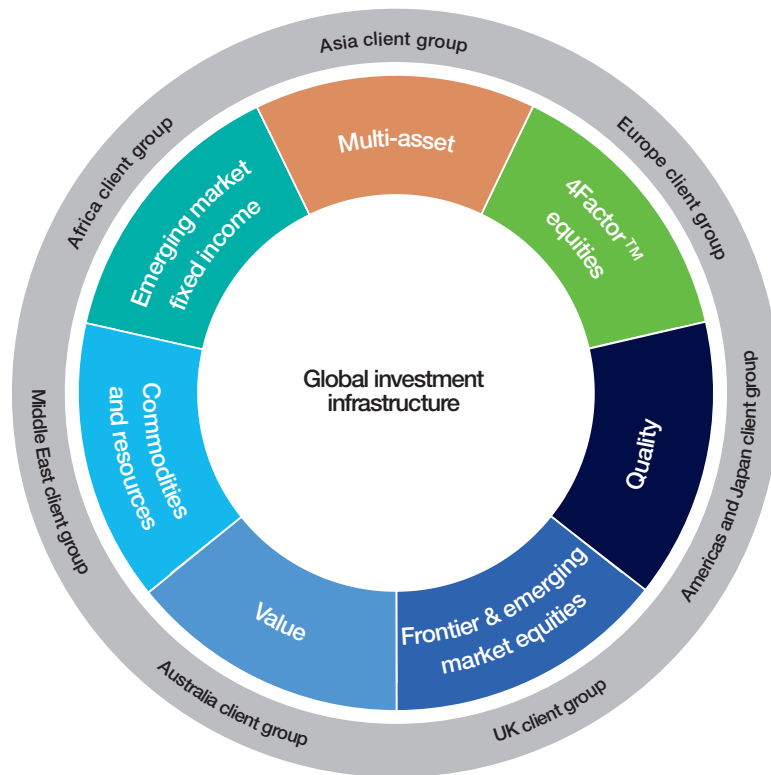 Asia client group
Europe client group
Americas and Japan client group
UK client group
Australia client group
Middle East client group
Africa client group
Multi-asset
4Factor™
equities
Quality
Frontier & emerging
market equities
Value
Commodities
and resources
Emerging market
fixed income
Global investment
infrastructure